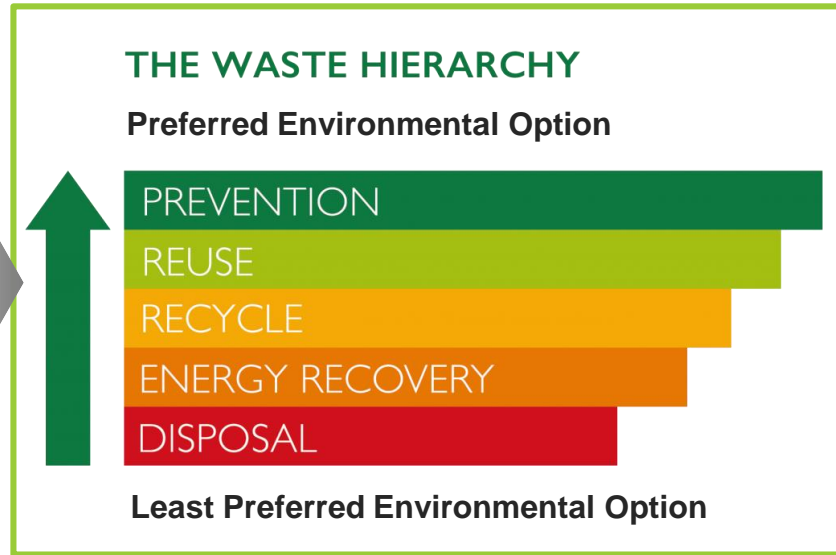 THE WASTE HIERARCHY
Preferred Environmental Option
PREVENTION
REUSE
RECYCLE
ENERGY RECOVERY
DISPOSAL
Least Preferred Environmental Option